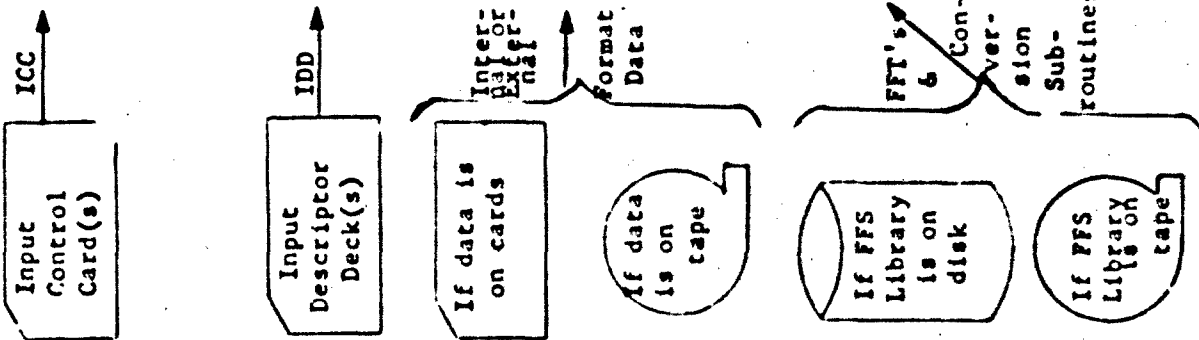 Input
Control
Card(s)
ICC
Input
Descriptor
Deck(s)
IDD
If data is
on cards
If data
is on
tape
Inter-
nal or
Exter-
nal
Format
Data
If FFS
Library
is on
disk
If FFS
Library
is on
tape
FFT's
&
Con-
ver-
sion
Sub-
routines